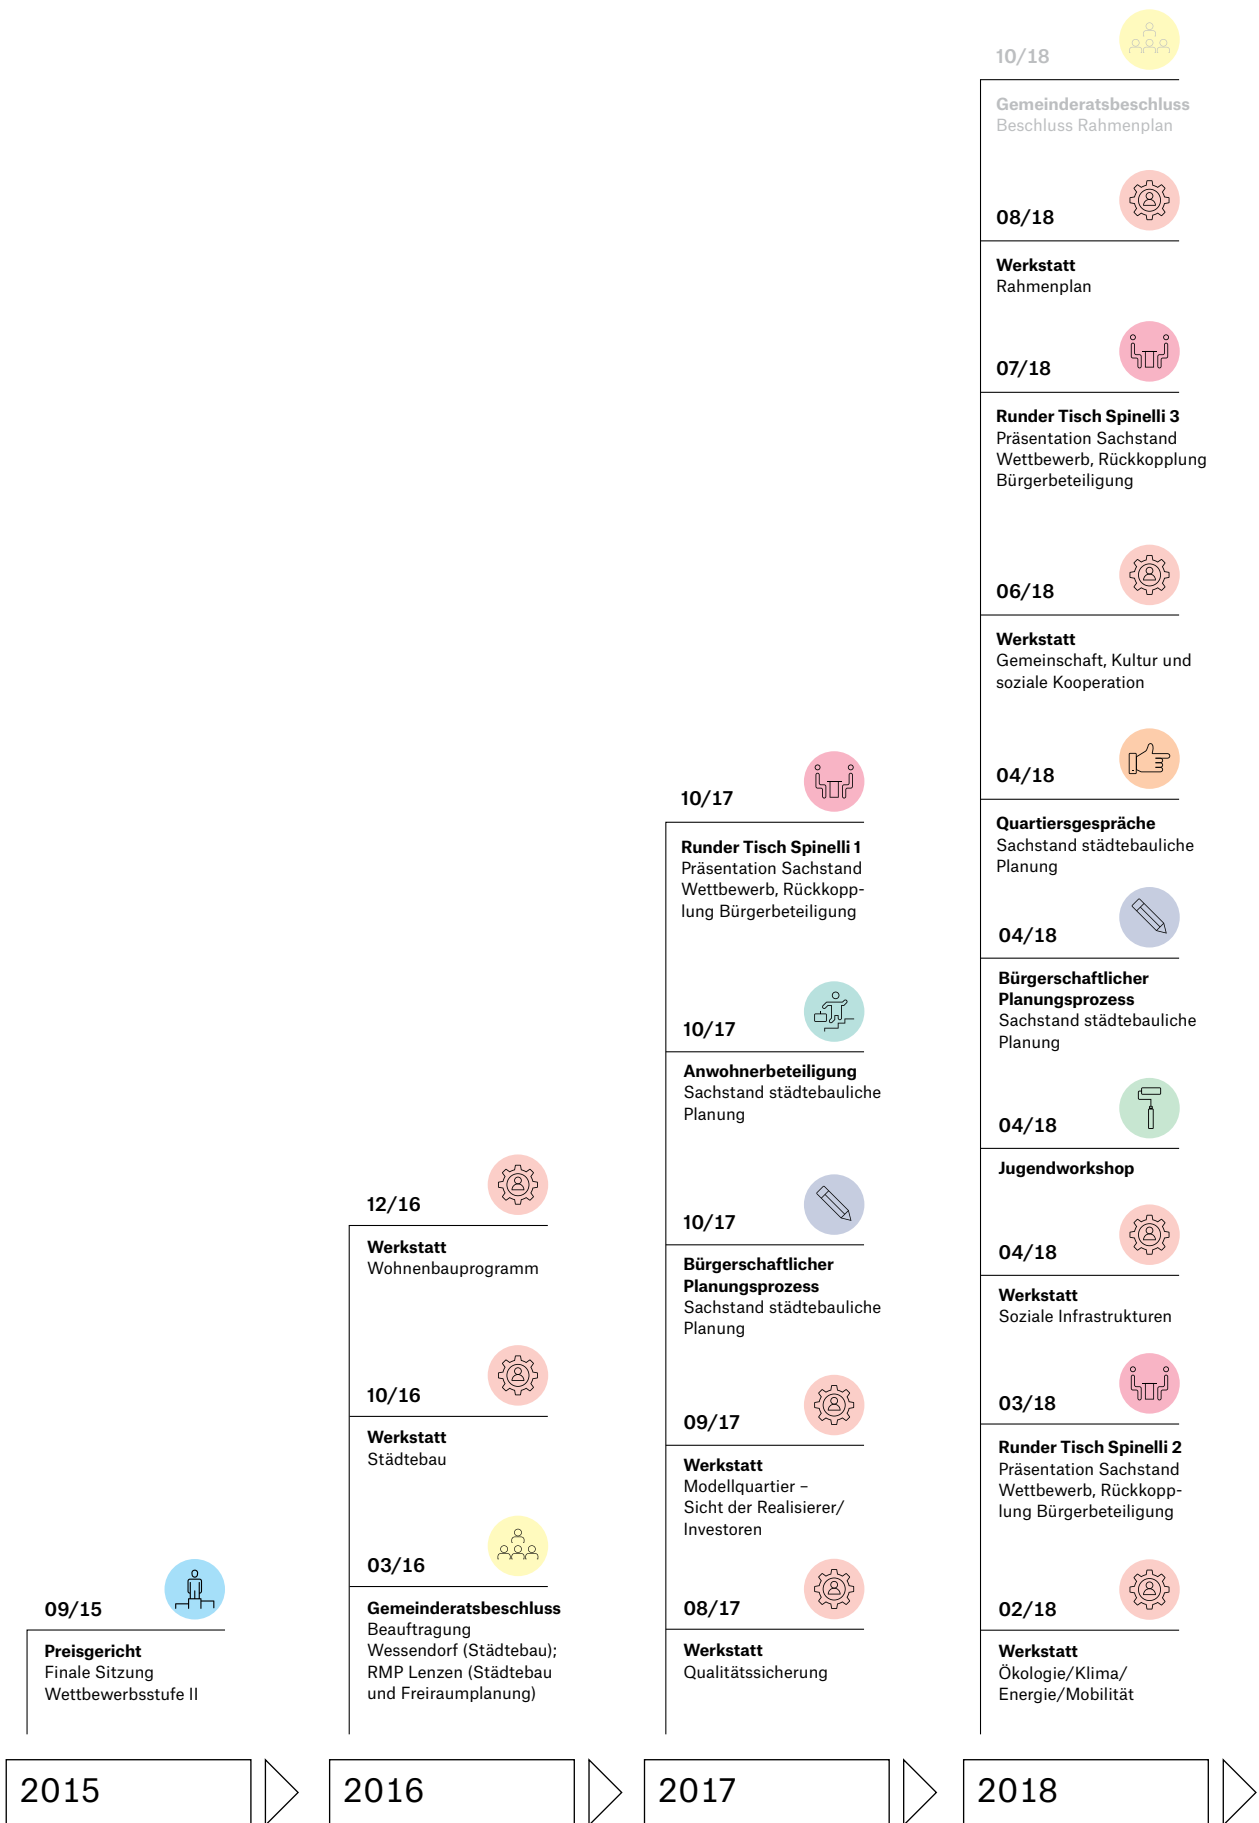 09/15
Preisgericht
Finale Sitzung
Wettbewerbsstufe II
2015
12/16
Werkstatt
Wohnenbauprogramm
10/16
Werkstatt
Städtebau
03/16
Gemeinderatsbeschluss
Beauftragung
Wessendorf (Städtebau);
RMP Lenzen (Städtebau
und Freiraumplanung)
2016
10/17
Runder Tisch Spinelli 1
Präsentation Sachstand
Wettbewerb, Rückkopp-
lung Bürgerbeteiligung
10/17
Anwohnerbeteiligung
Sachstand städtebauliche
Planung
10/17
Bürgerschaftlicher
Planungsprozess
Sachstand städtebauliche
Planung
09/17
Werkstatt
Modellquartier –
Sicht der Realisierer/
Investoren
08/17
Werkstatt
Qualitätssicherung
2017
10/18
Gemeinderatsbeschluss
Beschluss Rahmenplan
08/18
Werkstatt
Rahmenplan
07/18
Runder Tisch Spinelli 3
Präsentation Sachstand
Wettbewerb, Rückkopplung
Bürgerbeteiligung
06/18
Werkstatt
Gemeinschaft, Kultur und
soziale Kooperation
04/18
Quartiersgespräche
Sachstand städtebauliche
Planung
04/18
Bürgerschaftlicher
Planungsprozess
Sachstand städtebauliche
Planung
04/18
Jugendworkshop
04/18
Werkstatt
Soziale Infrastrukturen
03/18
Runder Tisch Spinelli 2
Präsentation Sachstand
Wettbewerb, Rückkopp-
lung Bürgerbeteiligung
02/18
Werkstatt
Ökologie/Klima/
Energie/Mobilität
2018